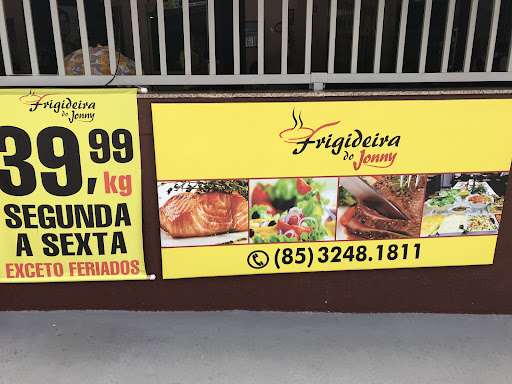 Frigideira
do Jonny
39,99
kg
SEGUNDA
A SEXTA
EXCETO FERIADOS
Frigideira
do Jonny
(85) 3248.1811